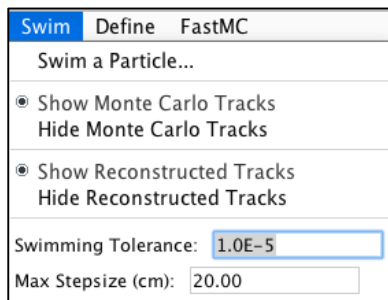 Swim Define FastMC
Swim a Particle...
Show Monte Carlo Tracks
Hide Monte Carlo Tracks
Show Reconstructed Tracks
Hide Reconstructed Tracks
Swimming Tolerance: 1.0E-5
Max Stepsize (cm): 20.00